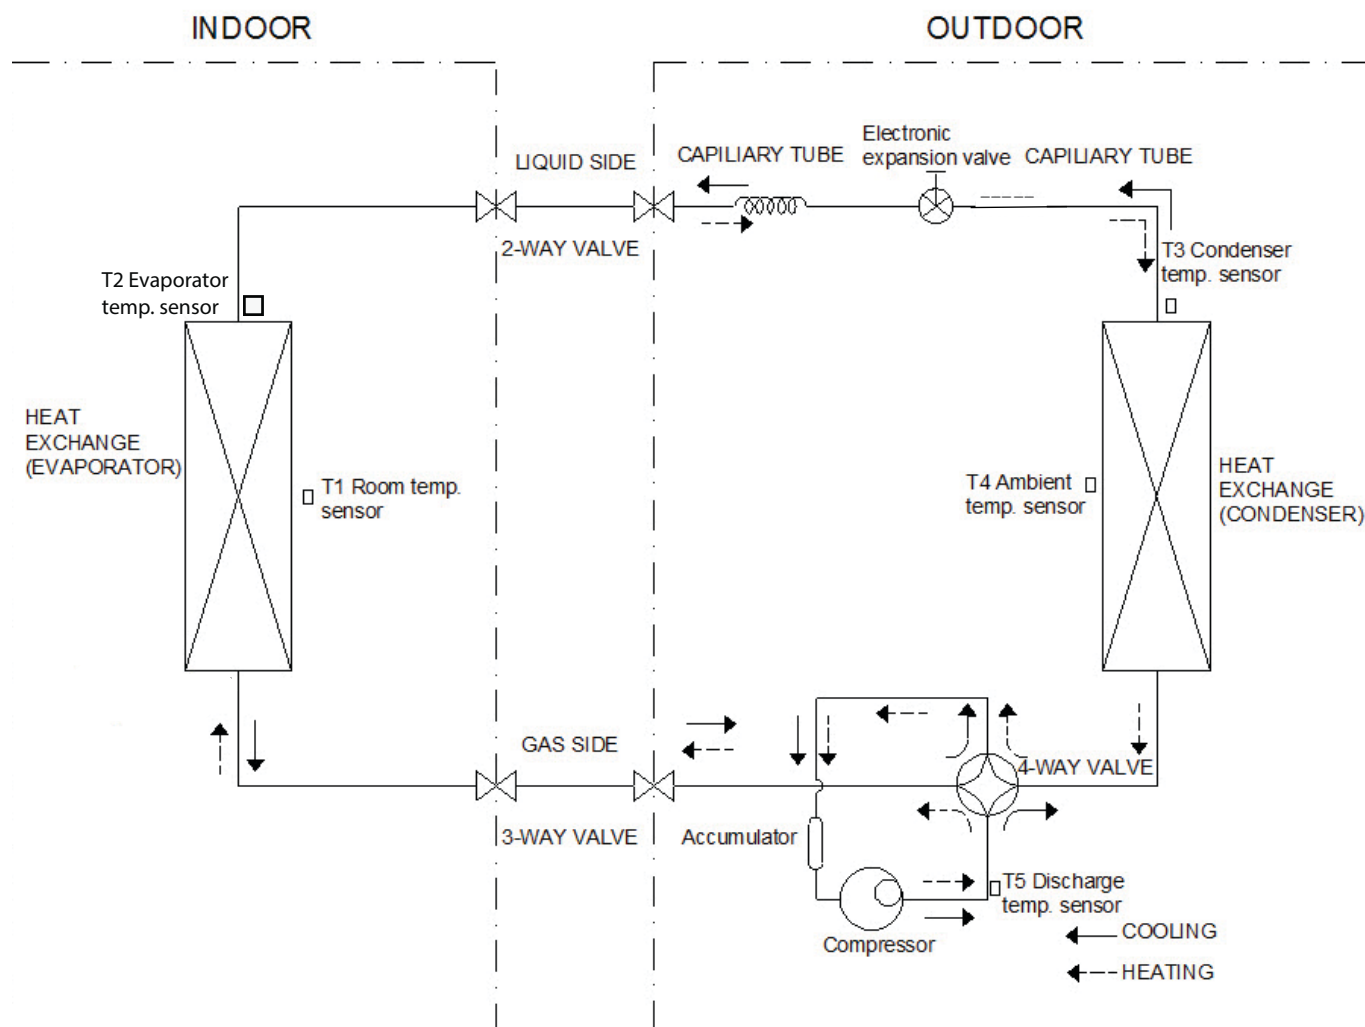 INDOOR
OUTDOOR
LIQUID SIDE
CAPILIARY TUBE
Electronic
expansion valve
CAPILIARY TUBE
2-WAY VALVE
T3 Condenser
temp. sensor
T2 Evaporator
temp. sensor
HEAT
EXCHANGE
(EVAPORATOR)
T1 Room temp.
sensor
T4 Ambient
temp. sensor
HEAT
EXCHANGE
(CONDENSER)
GAS SIDE
4-WAY VALVE
3-WAY VALVE
Accumulator
T5 Discharge
temp. sensor
Compressor
COOLING
HEATING